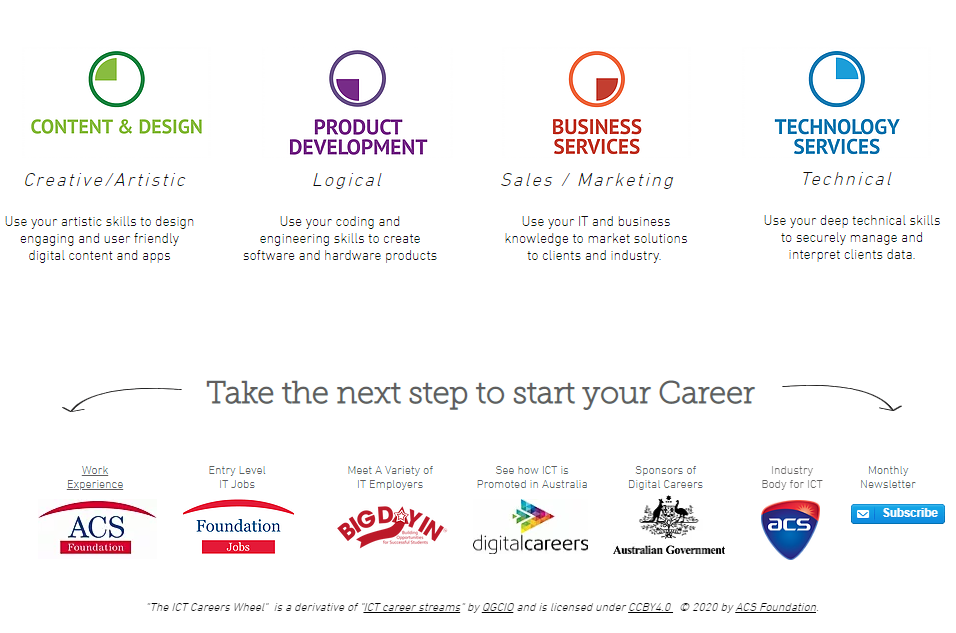 CONTENT & DESIGN
Creative/Artistic
Use your artistic skills to design
engaging and user friendly
digital content and apps
PRODUCT
DEVELOPMENT
Logical
Use your coding and
engineering skills to create
software and hardware products
BUSINESS
SERVICES
Sales / Marketing
Use your IT and business
knowledge to market solutions
to clients and industry.
TECHNOLOGY
SERVICES
Technical
Use your deep technical skills
to securely manage and
interpret clients data.
Take the next step to start your Career
Work
Experience
ACS
Foundation
Entry Level
IT Jobs
Foundation
Jobs
Meet A Variety of
IT Employers
BIG DAY IN
Building
Opportunities
for Successful Students
See how ICT is
Promoted in Australia
digitalcareers
Sponsors of
Digital Careers
Australian Government
Industry
Body for ICT
acs
Monthly
Newsletter
Subscribe
"The ICT Careers Wheel" is a derivative of "ICT career streams" by QGCIO and is licensed under CCBY4.0 © 2020 by ACS Foundation.